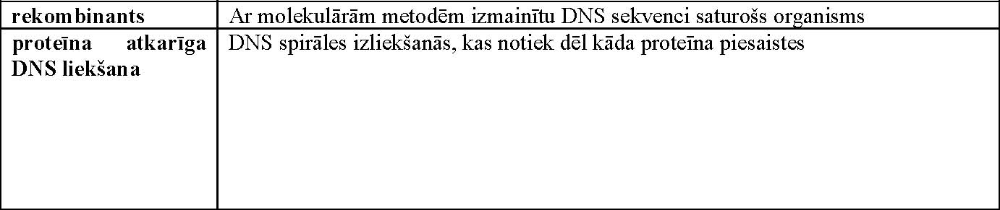 rekombinants Ar molekulārām metodēm izmainītu DNS sekvenci saturošs organisms
proteīna atkarīga DNS spirāles izliekšanās, kas notiek dēl kāda proteīna piesaistes
DNS liekšana